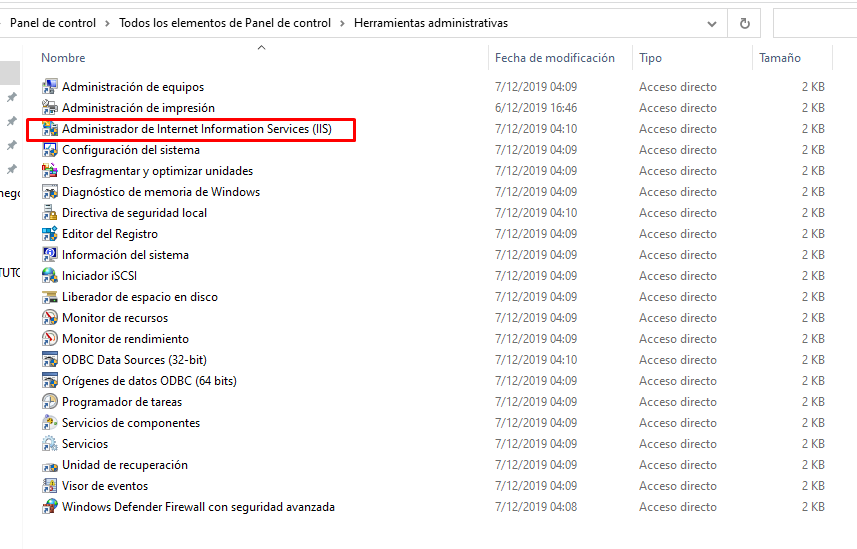 Panel de control > Todos los elementos de Panel de control > Herramientas administrativas
Nombre Fecha de modificación Tipo Tamaño
Administración de equipos 7/12/2019 04:09 Acceso directo 2 KB
Administración de impresión 6/12/2019 16:46 Acceso directo 2 KB
Administrador de Internet Information Services (IIS) 7/12/2019 04:10 Acceso directo 2 KB
Configuración del sistema 7/12/2019 04:09 Acceso directo 2 KB
Desfragmentar y optimizar unidades 7/12/2019 04:09 Acceso directo 2 KB
Diagnóstico de memoria de Windows 7/12/2019 04:09 Acceso directo 2 KB
Directiva de seguridad local 7/12/2019 04:10 Acceso directo 2 KB
Editor del Registro 7/12/2019 04:09 Acceso directo 2 KB
Información del sistema 7/12/2019 04:09 Acceso directo 2 KB
Iniciador iSCSI 7/12/2019 04:09 Acceso directo 2 KB
Liberador de espacio en disco 7/12/2019 04:09 Acceso directo 2 KB
Monitor de recursos 7/12/2019 04:09 Acceso directo 2 KB
Monitor de rendimiento 7/12/2019 04:09 Acceso directo 2 KB
ODBC Data Sources (32-bit) 7/12/2019 04:10 Acceso directo 2 KB
Orígenes de datos ODBC (64 bits) 7/12/2019 04:09 Acceso directo 2 KB
Programador de tareas 7/12/2019 04:09 Acceso directo 2 KB
Servicios de componentes 7/12/2019 04:09 Acceso directo 2 KB
Servicios 7/12/2019 04:09 Acceso directo 2 KB
Unidad de recuperación 7/12/2019 04:09 Acceso directo 2 KB
Visor de eventos 7/12/2019 04:09 Acceso directo 2 KB
Windows Defender Firewall con seguridad avanzada 7/12/2019 04:08 Acceso directo 2 KB